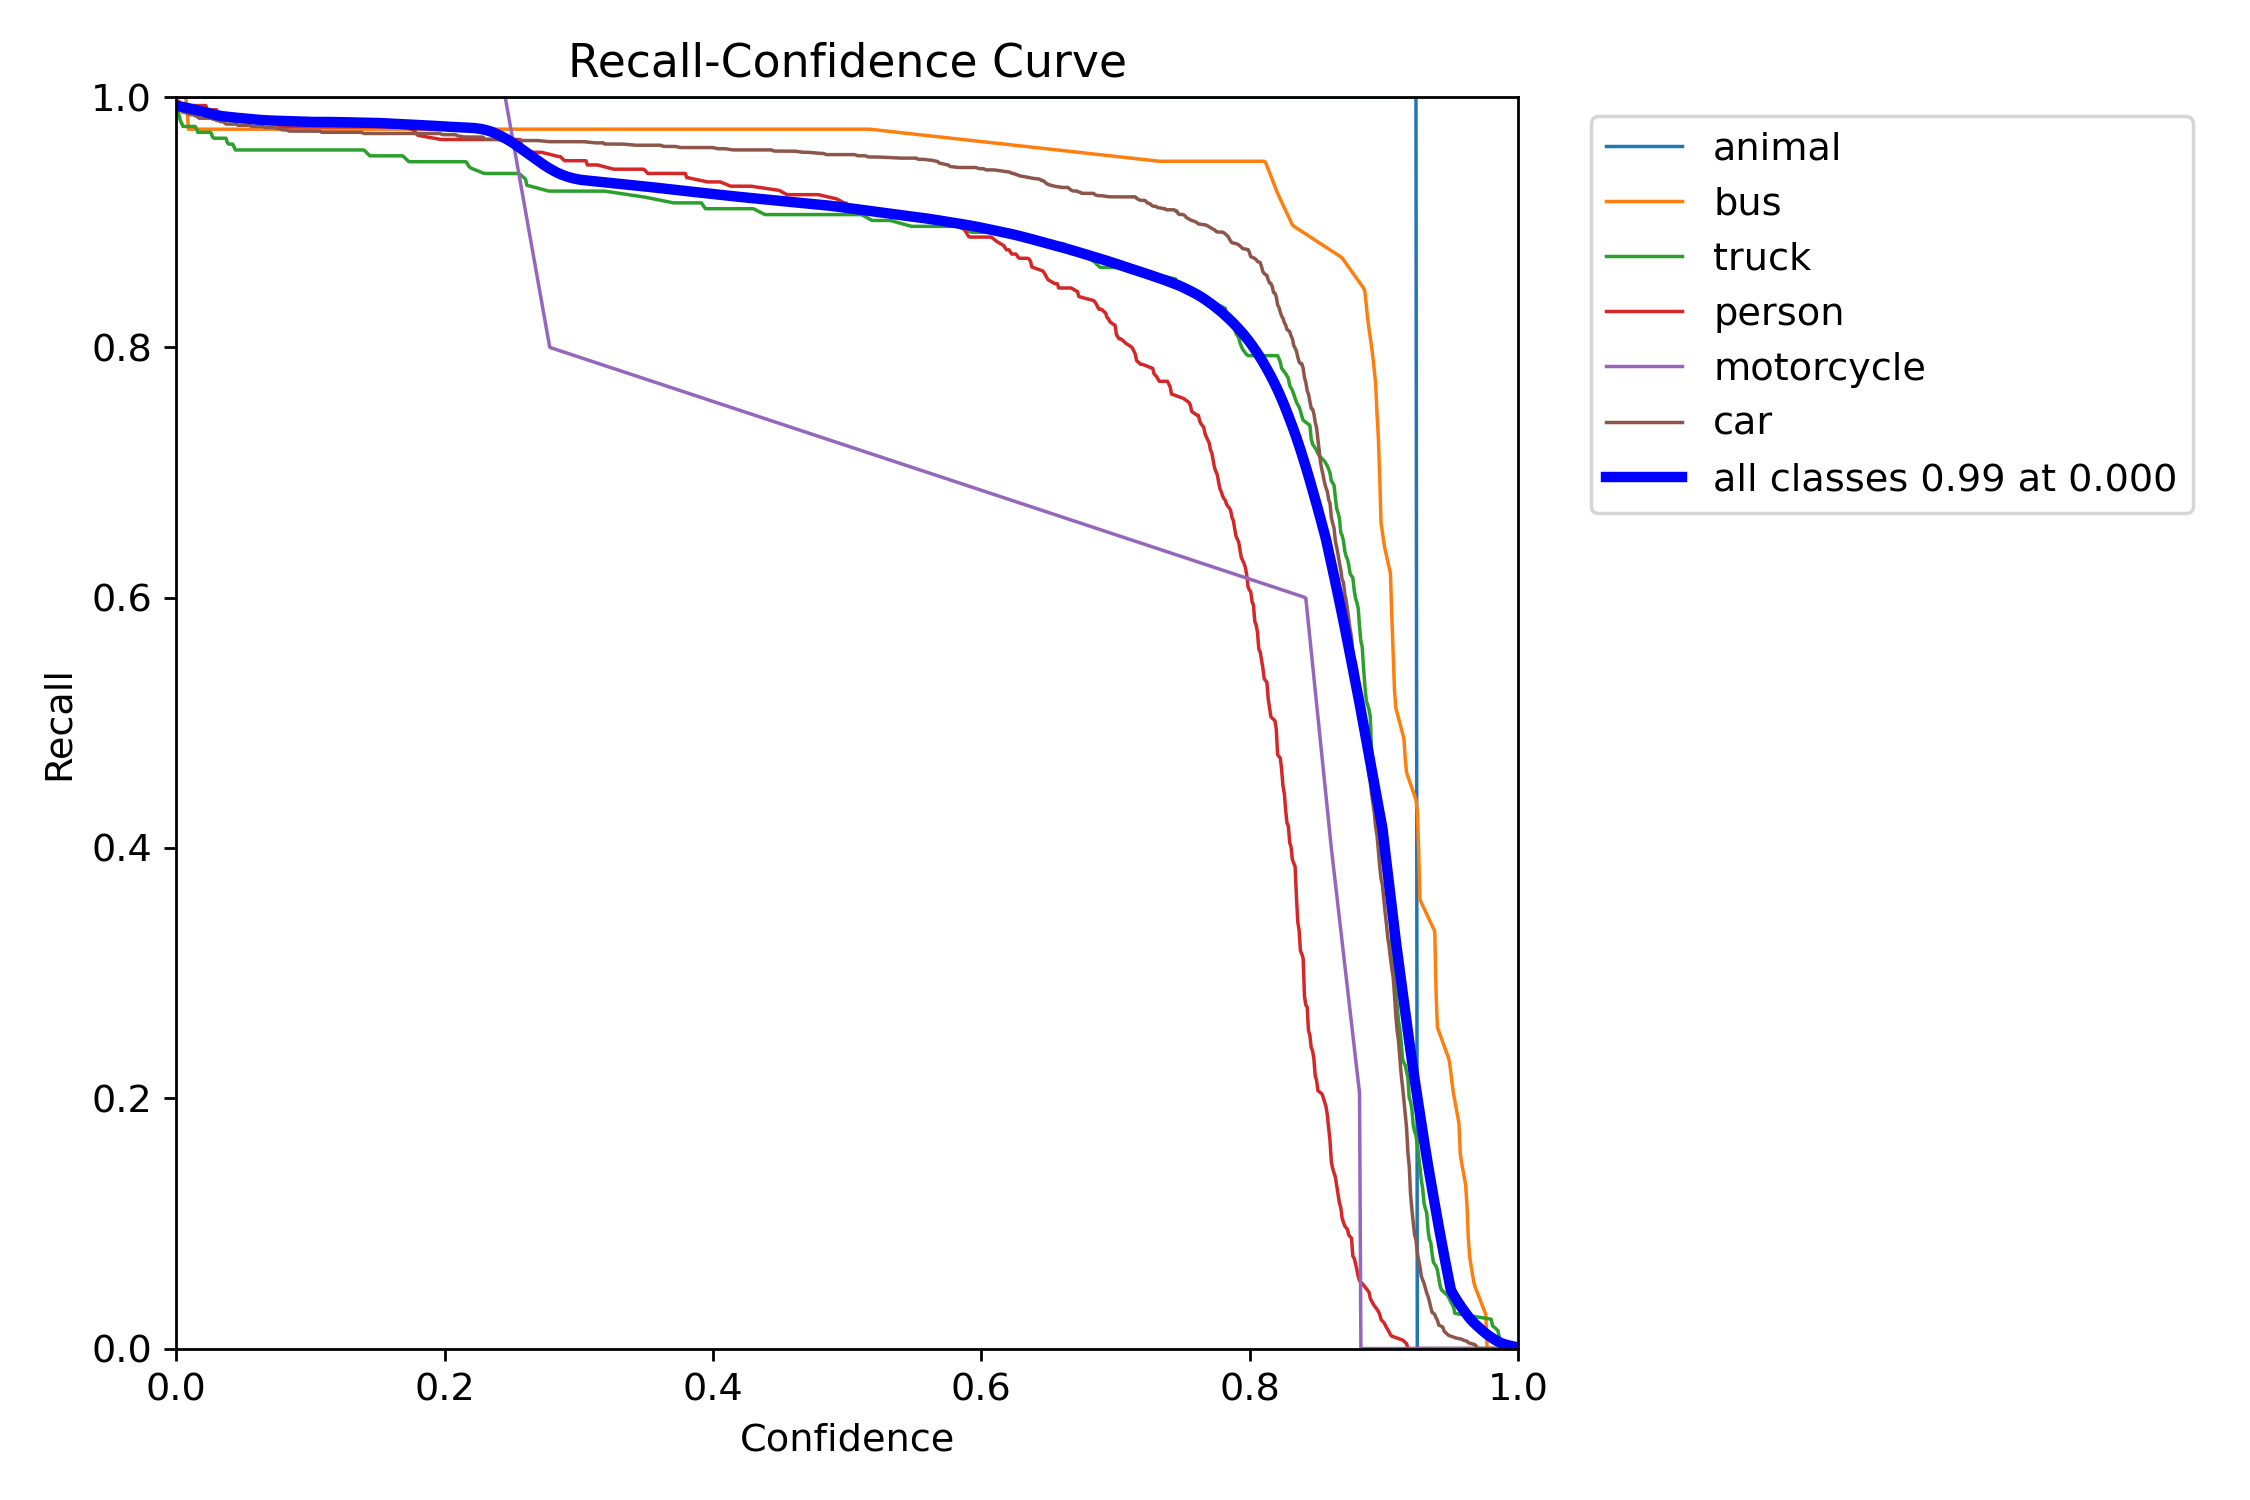 Recall-Confidence Curve
1.0
0.8
0.6
0.4
0.2
0.0
Recall
0.0 0.2 0.4 0.6 0.8 1.0
Confidence
animal
bus
truck
person
motorcycle
car
all classes 0.99 at 0.000